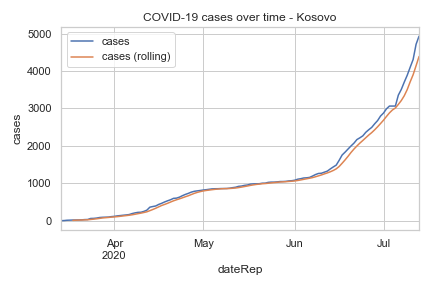 COVID-19 cases over time - Kosovo
cases
cases (rolling)
5000
4000
3000
2000
1000
0
cases
Apr
2020
May
Jun
Jul
dateRep